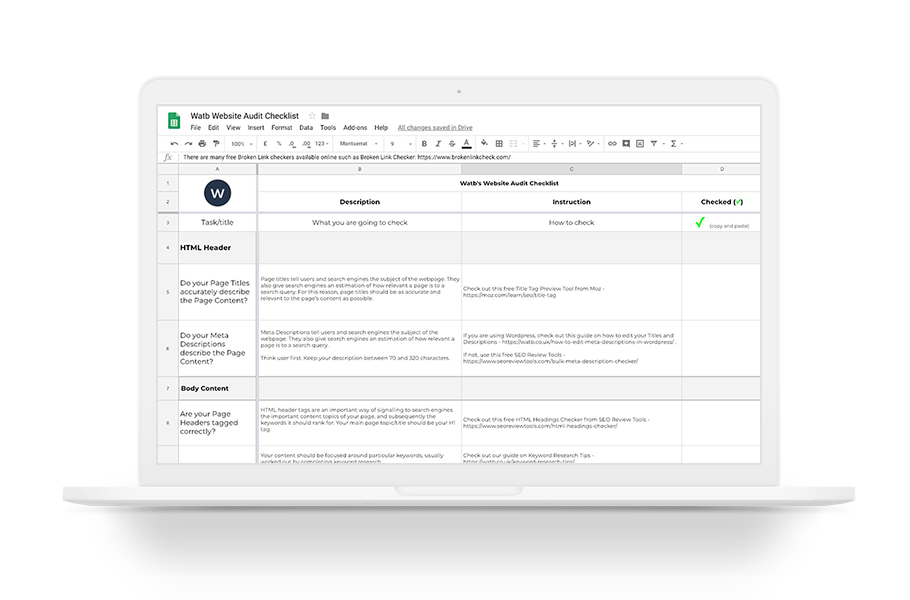 Watb Website Audit Checklist
File Edit View Insert Format Data Tools Add-ons Help All changes saved in Drive
100% £ % .0 .00 123 Montserrat 9 B I S A
fx There are many free Broken Link checkers available online such as Broken Link Checker: https://www.brokenlinkcheck.com/
A B C D
1 Watb's Website Audit Checklist
W
2 Description Instruction Checked (✓)
3 Task/title What you are going to check How to check ✓ (copy and paste)
4 HTML Header
5
Do your Page Titles
accurately describe
the Page Content?
Page titles tell users and search engines the subject of the webpage. They
also give search engines an estimation of how relevant a page is to a
search query. For this reason, page titles should be as accurate and
relevant to the page's content as possible.
Check out this free Title Tag Preview Tool from Moz -
https://moz.com/learn/seo/title-tag
6
Do your Meta
Descriptions
describe the Page
Content?
Meta Descriptions tell users and search engines the subject of the
webpage. They also give search engines an estimation of how relevant a
page is to a search query.
Think user first. Keep your description between 70 and 320 characters.
If you are using Wordpress, check out this guide on how to edit your Titles and
Descriptions - https://watb.co.uk/how-to-edit-meta-descriptions-in-wordpress/ .
If not, use this free SEO Review Tools -
https://www.seoreviewtools.com/bulk-meta-description-checker/
7 Body Content
8
Are your Page
Headers tagged
correctly?
HTML header tags are an important way of signalling to search engines
the important content topics of your page, and subsequently the
keywords it should rank for. Your main page topic/title should be your H1
tag.
Check out this free HTML Headings Checker from SEO Review Tools -
https://www.seoreviewtools.com/html-headings-checker/
Your content should be focused around particular keywords, usually
worked out by completing keyword research.
Check out our guide on Keyword Research Tips -
https://watb.co.uk/keyword-research-tips/